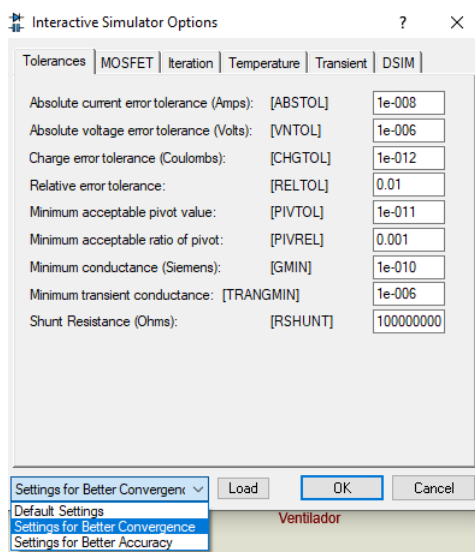 Interactive Simulator Options ? ×
Tolerances MOSFET Iteration Temperature Transient DSIM
Absolute current error tolerance (Amps): [ABSTOL] 1e-008
Absolute voltage error tolerance (Volts): [VNTOL] 1e-006
Charge error tolerance (Coulombs): [CHGTOL] 1e-012
Relative error tolerance: [RELTOL] 0.01
Minimum acceptable pivot value: [PIVTOL] 1e-011
Minimum acceptable ratio of pivot: [PIVREL] 0.001
Minimum conductance (Siemens): [GMIN] 1e-010
Minimum transient conductance: [TRANGMIN] 1e-006
Shunt Resistance (Ohms): [RSHUNT] 100000000
Settings for Better Convergenc Load OK Cancel
Default Settings
Settings for Better Convergence
Settings for Better Accuracy
Ventilador